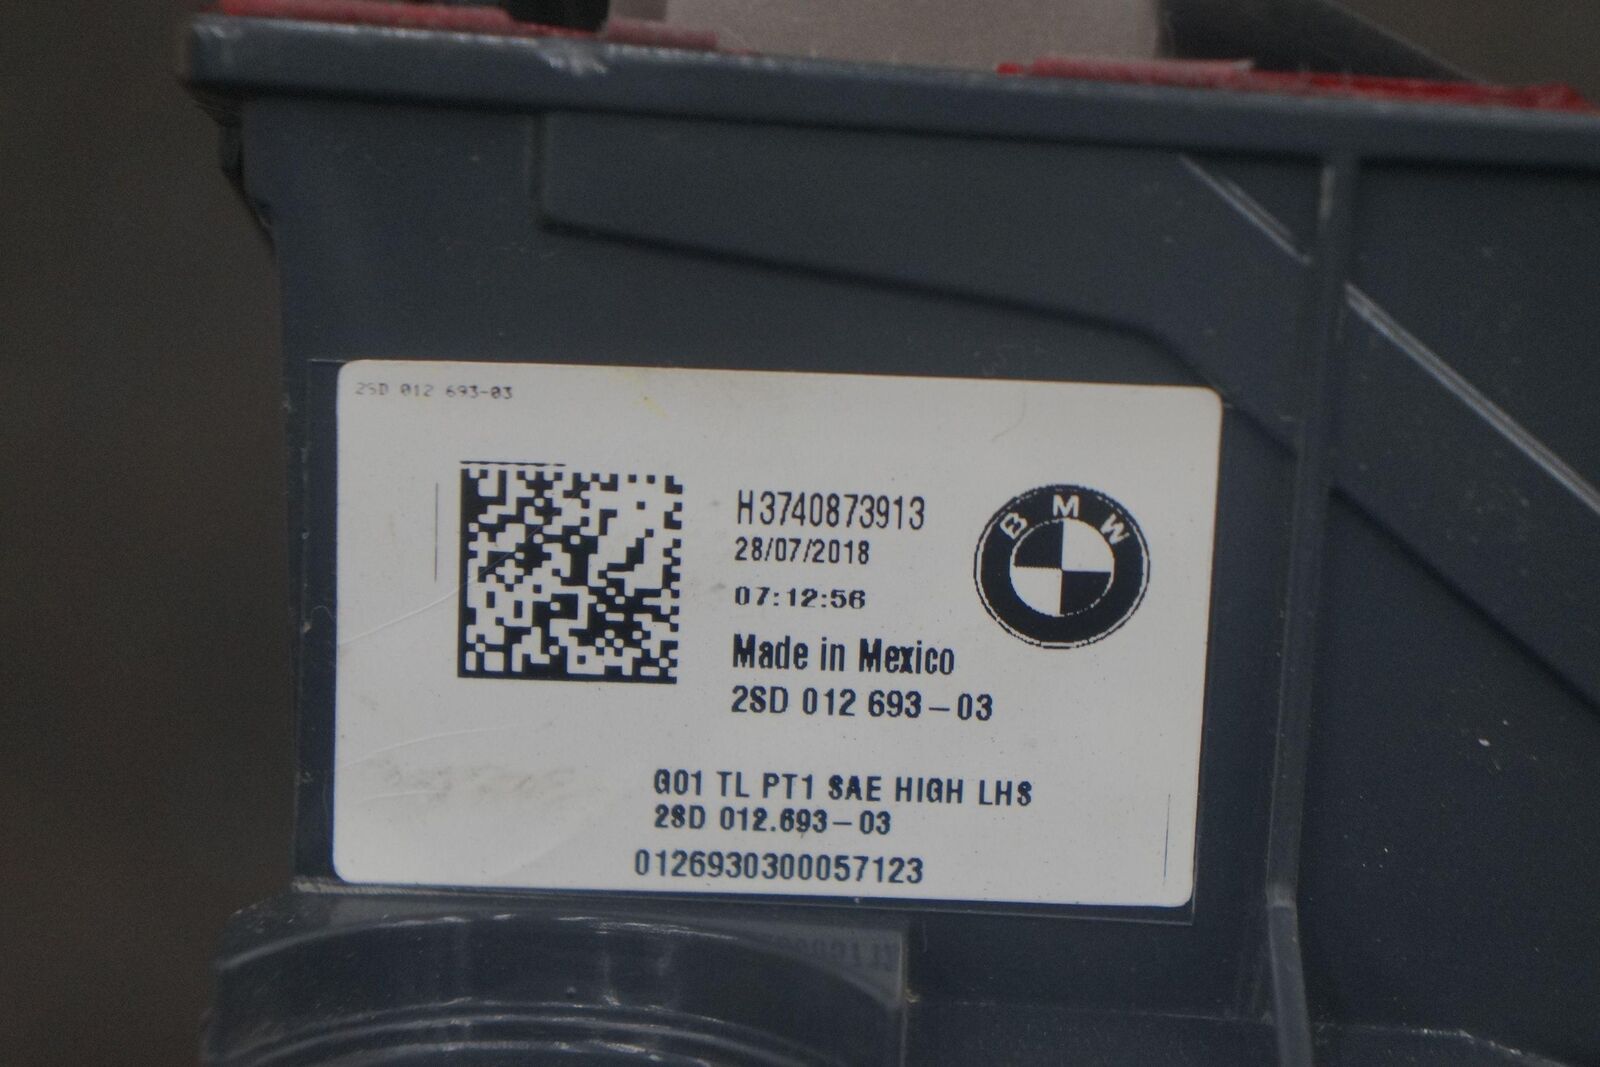 2SD 012 693-03
H3740873913
28/07/2018
BMW
07:12:56
Made in Mexico
2SD 012 693-03
G01 TL PT1 SAE HIGH LHS
2SD 012.693-03
0126930300057123